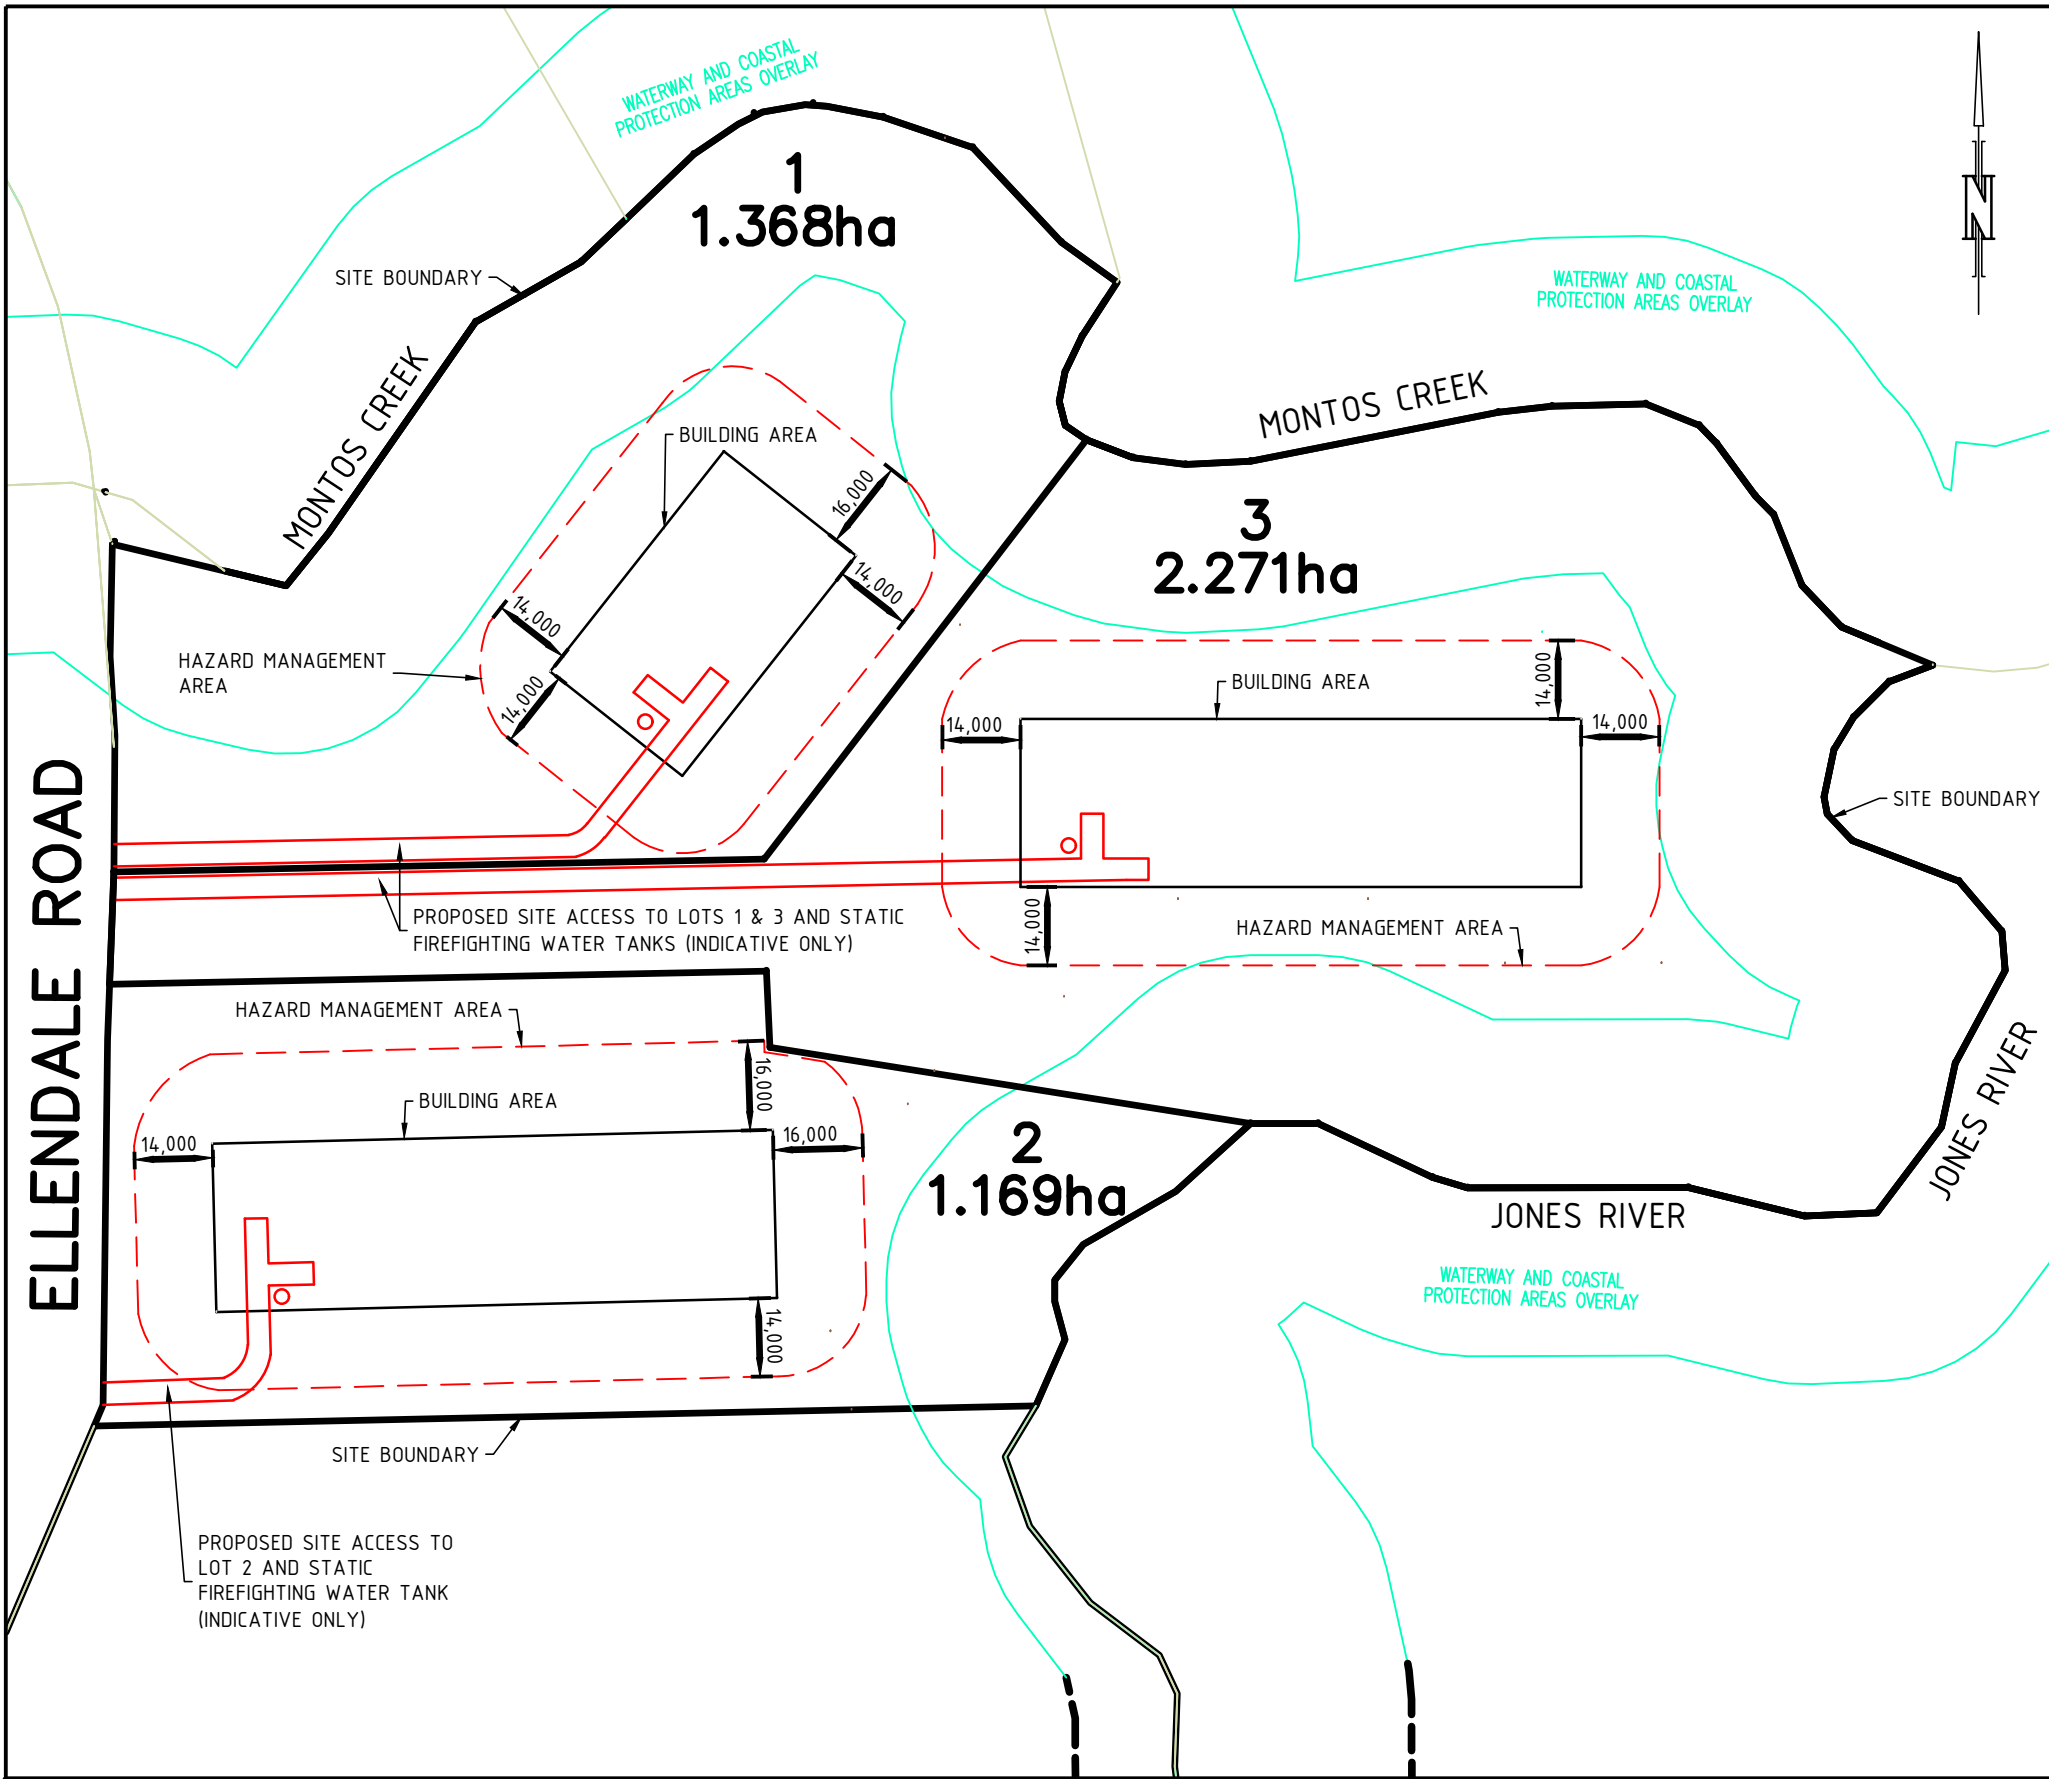 WATERWAY AND COASTAL
PROTECTION AREAS OVERLAY
1
1.368ha
N
SITE BOUNDARY
WATERWAY AND COASTAL
PROTECTION AREAS OVERLAY
MONTOS CREEK
MONTOS CREEK
BUILDING AREA
16,000
14,000
14,000
14,000
3
2.271ha
HAZARD MANAGEMENT
AREA
BUILDING AREA
14,000
14,000
14,000
14,000
SITE BOUNDARY
ELLENDALE ROAD
PROPOSED SITE ACCESS TO LOTS 1 & 3 AND STATIC
FIREFIGHTING WATER TANKS (INDICATIVE ONLY)
HAZARD MANAGEMENT AREA
HAZARD MANAGEMENT AREA
BUILDING AREA
16,000
14,000
16,000
14,000
2
1.169ha
JONES RIVER
JONES RIVER
WATERWAY AND COASTAL
PROTECTION AREAS OVERLAY
SITE BOUNDARY
PROPOSED SITE ACCESS TO
LOT 2 AND STATIC
FIREFIGHTING WATER TANK
(INDICATIVE ONLY)